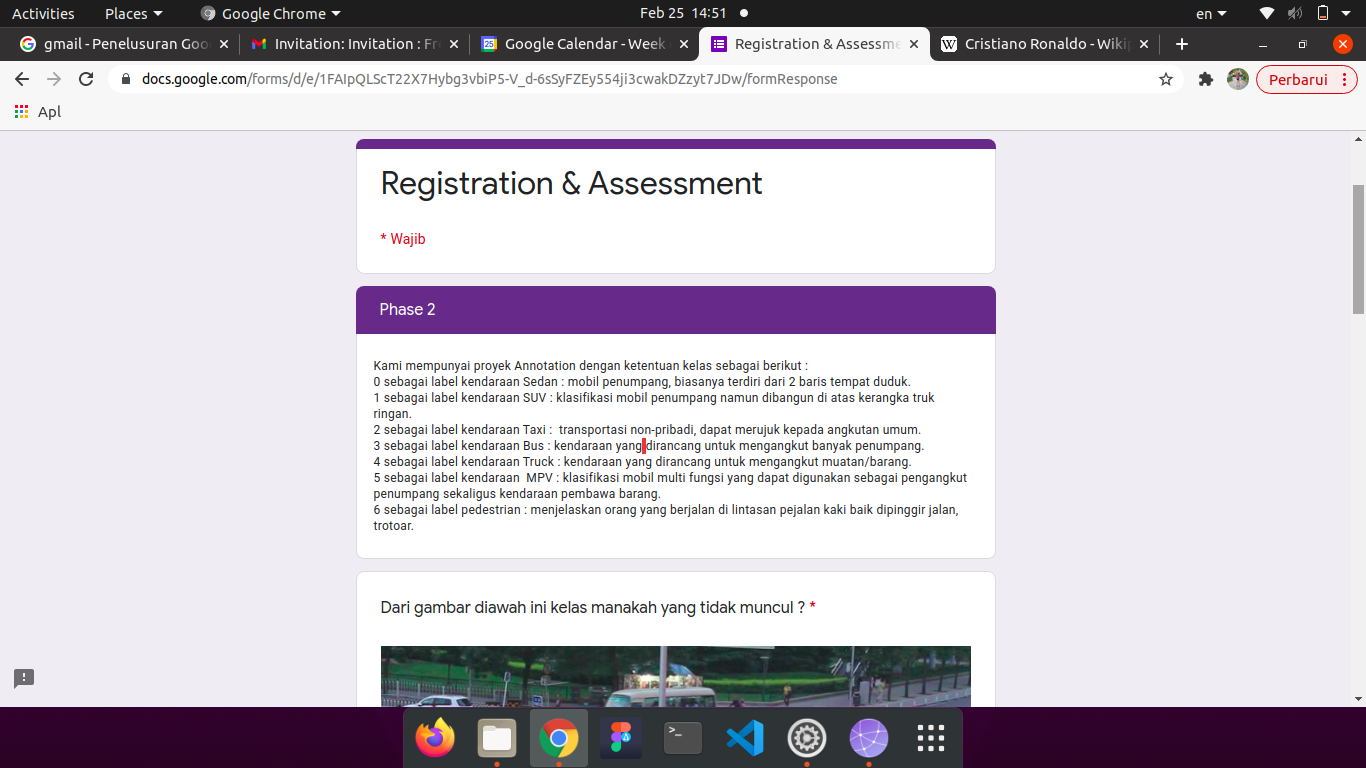 Activities Places Google Chrome Feb 25 14:51 en
gmail - Penelusuran Goo Invitation: Invitation : Fr Google Calendar - Week Registration & Assessme Cristiano Ronaldo - Wikip
docs.google.com/forms/d/e/1FAIpQLScT22X7Hybg3vbiP5-V_d-6sSyFZEy554ji3cwakDZzyt7JDw/formResponse Perbarui
Apl
Registration & Assessment
* Wajib
Phase 2
Kami mempunyai proyek Annotation dengan ketentuan kelas sebagai berikut :
0 sebagai label kendaraan Sedan : mobil penumpang, biasanya terdiri dari 2 baris tempat duduk.
1 sebagai label kendaraan SUV : klasifikasi mobil penumpang namun dibangun di atas kerangka truk
ringan.
2 sebagai label kendaraan Taxi :  transportasi non-pribadi, dapat merujuk kepada angkutan umum.
3 sebagai label kendaraan Bus : kendaraan yang dirancang untuk mengangkut banyak penumpang.
4 sebagai label kendaraan Truck : kendaraan yang dirancang untuk mengangkut muatan/barang.
5 sebagai label kendaraan  MPV : klasifikasi mobil multi fungsi yang dapat digunakan sebagai pengangkut
penumpang sekaligus kendaraan pembawa barang.
6 sebagai label pedestrian : menjelaskan orang yang berjalan di lintasan pejalan kaki baik dipinggir jalan,
trotoar.
Dari gambar diawah ini kelas manakah yang tidak muncul ? *